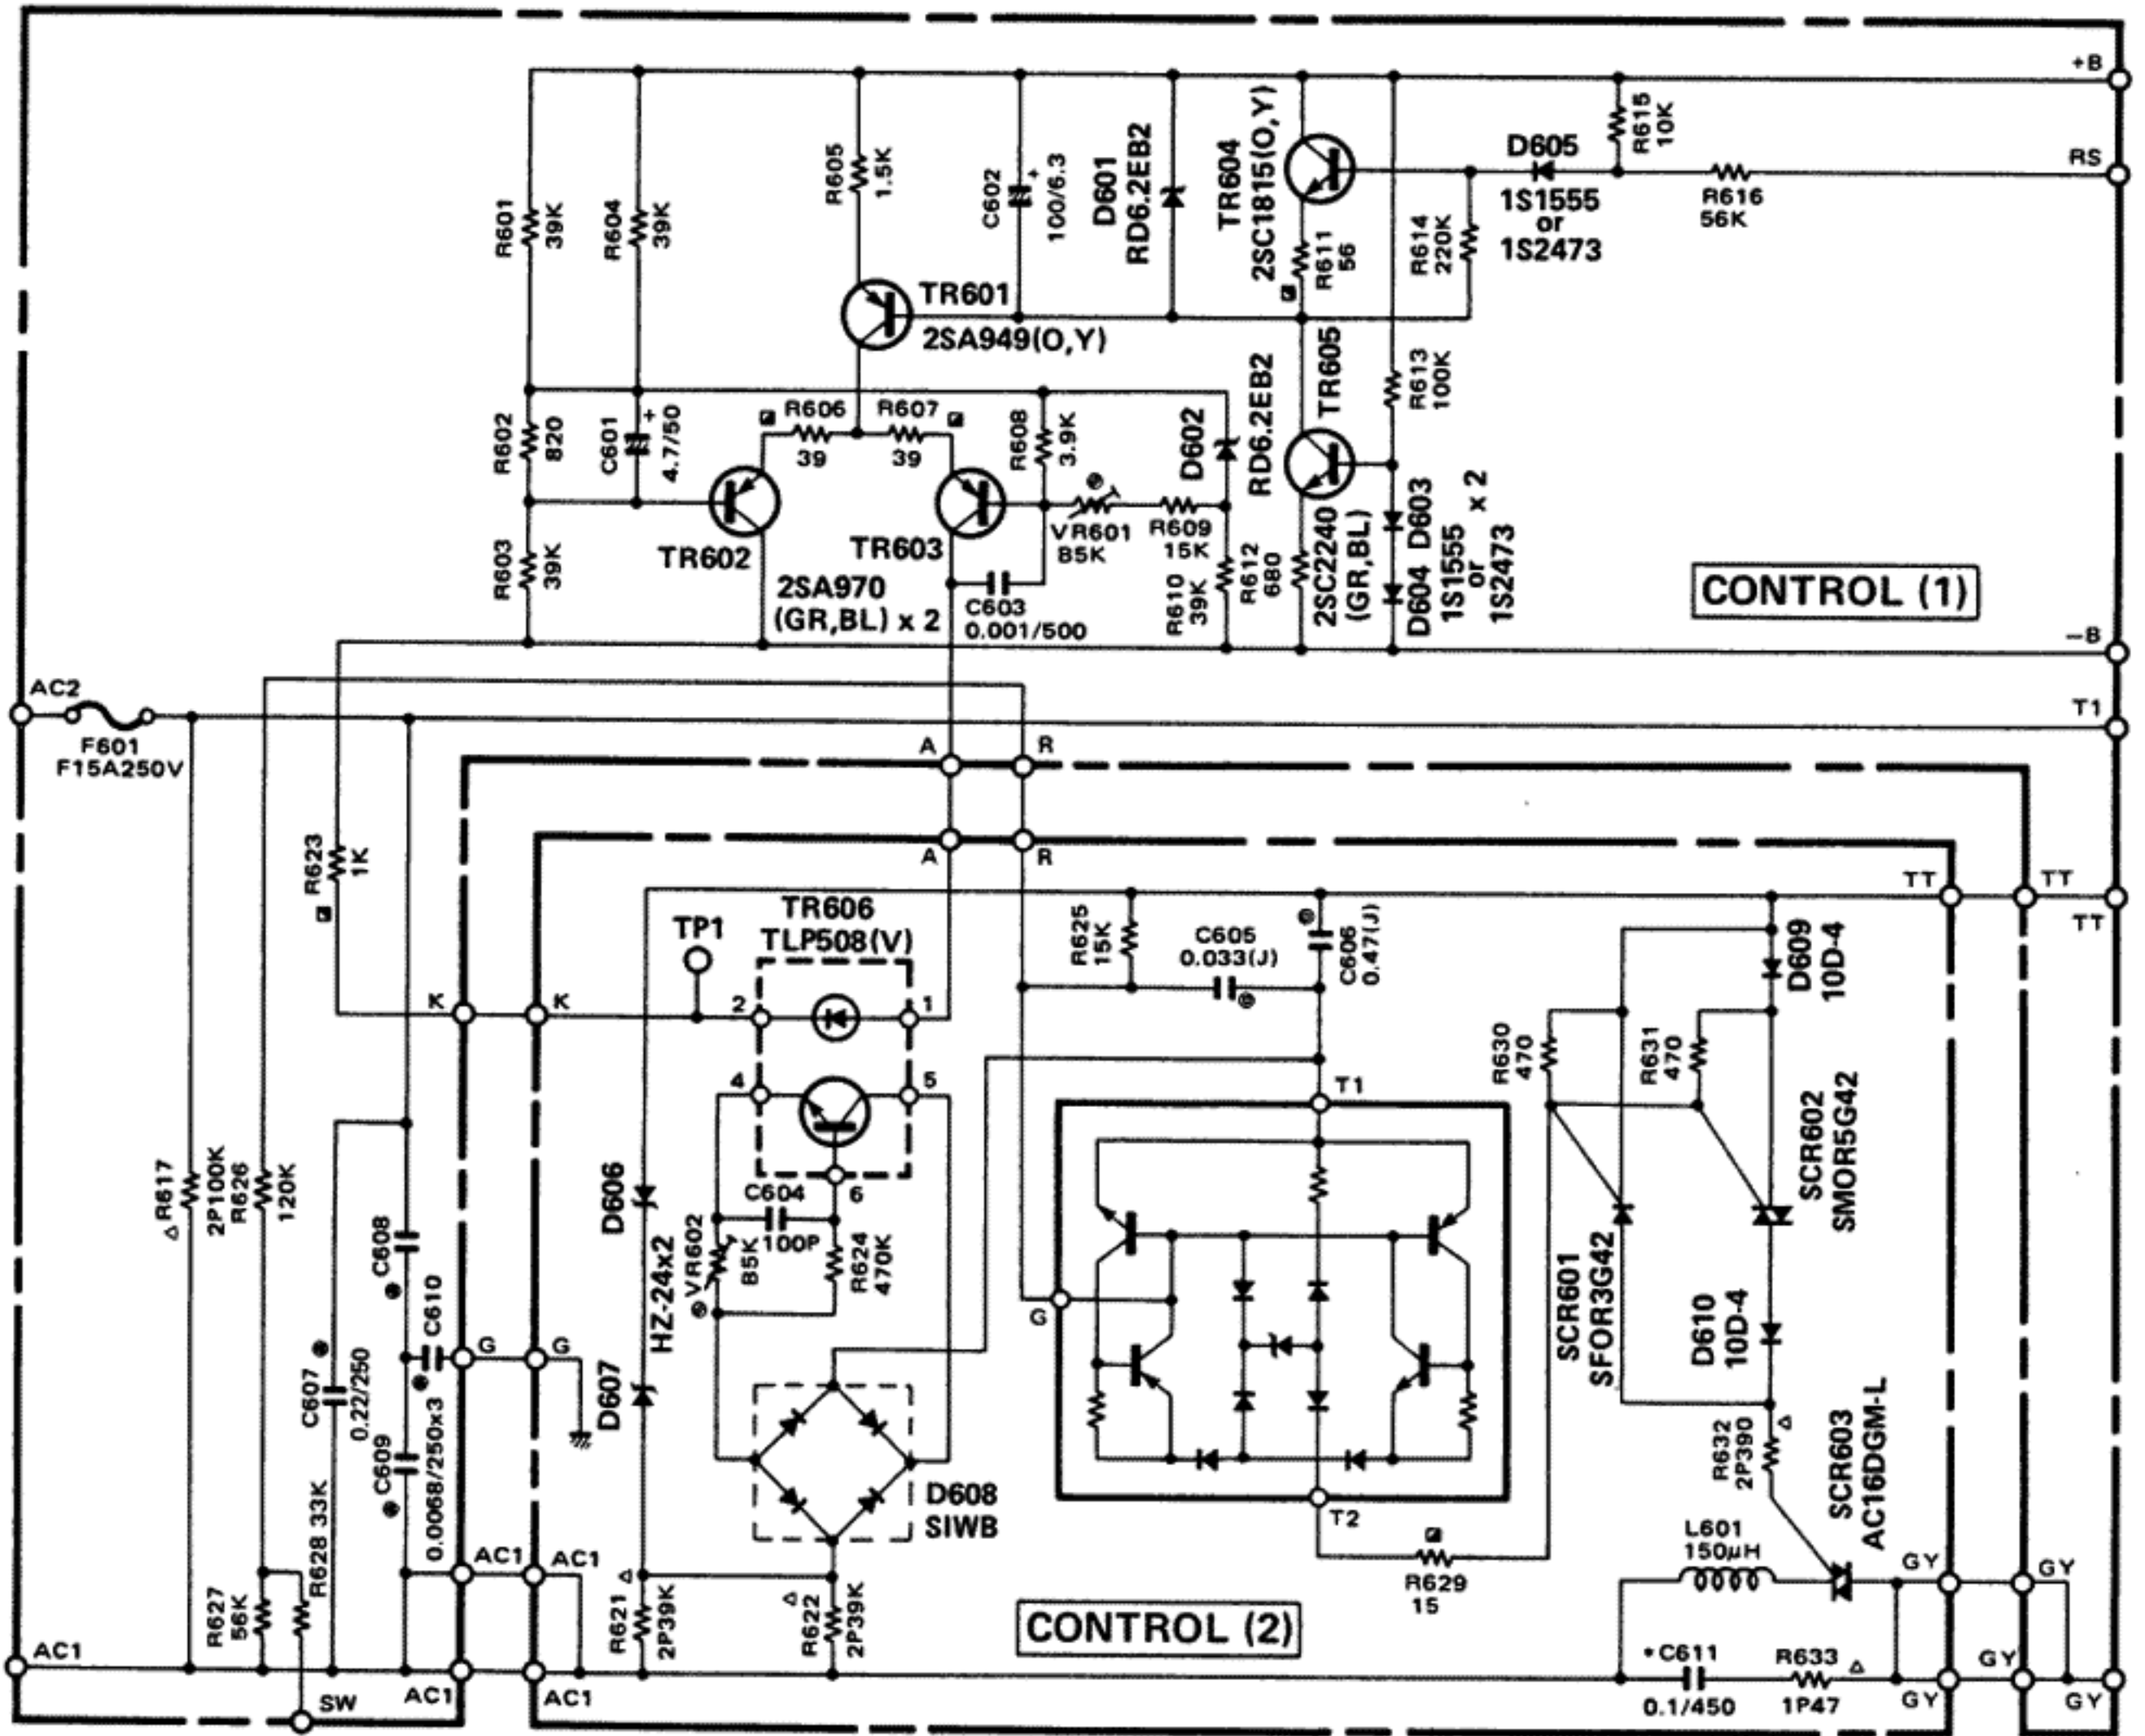 +B
R615
10K
RS
D605
1S1555
or
1S2473
R616
56K
TR604
2SC1815(O,Y)
R611
56
R614
220K
D601
RD6.2EB2
C602
+
100/6.3
R605
1.5K
R601
39K
R604
39K
TR601
2SA949(O,Y)
TR605
R613
100K
R606
39
R607
39
R608
3.9K
D602
RD6.2EB2
R602
820
C601
+
4.7/50
TR602
TR603
VR601
B5K
R609
15K
2SC2240
(GR,BL)
D604 D603
1S1555
or
1S2473
x 2
R603
39K
2SA970
(GR,BL) x 2
C603
0.001/500
R610
39K
R612
680
CONTROL (1)
-B
AC2
F601
F15A250V
T1
A
R
A
R
R623
1K
TT
TT
TT
TP1
TR606
TLP508(V)
R625
15K
C605
0.033(J)
C606
0.47(J)
D609
10D-4
K
K
2
1
R630
470
R631
470
4
5
T1
SCR602
SMOR5G42
△R617
2P100K
R626
120K
D606
C604
100P
6
C608
VR602
B5K
R624
470K
HZ-24x2
SCR601
SFOR3G42
D610
10D-4
C610
G
G
G
C607
0.22/250
D607
C609
0.0068/250x3
R632
2P390
SCR603
AC16DGM-L
D608
SIWB
T2
R628 33K
AC1
AC1
L601
150µH
GY
GY
R627
56K
R621
2P39K
R622
2P39K
R629
15
CONTROL (2)
*C611
0.1/450
R633
1P47
AC1
SW
AC1
AC1
GY
GY
GY